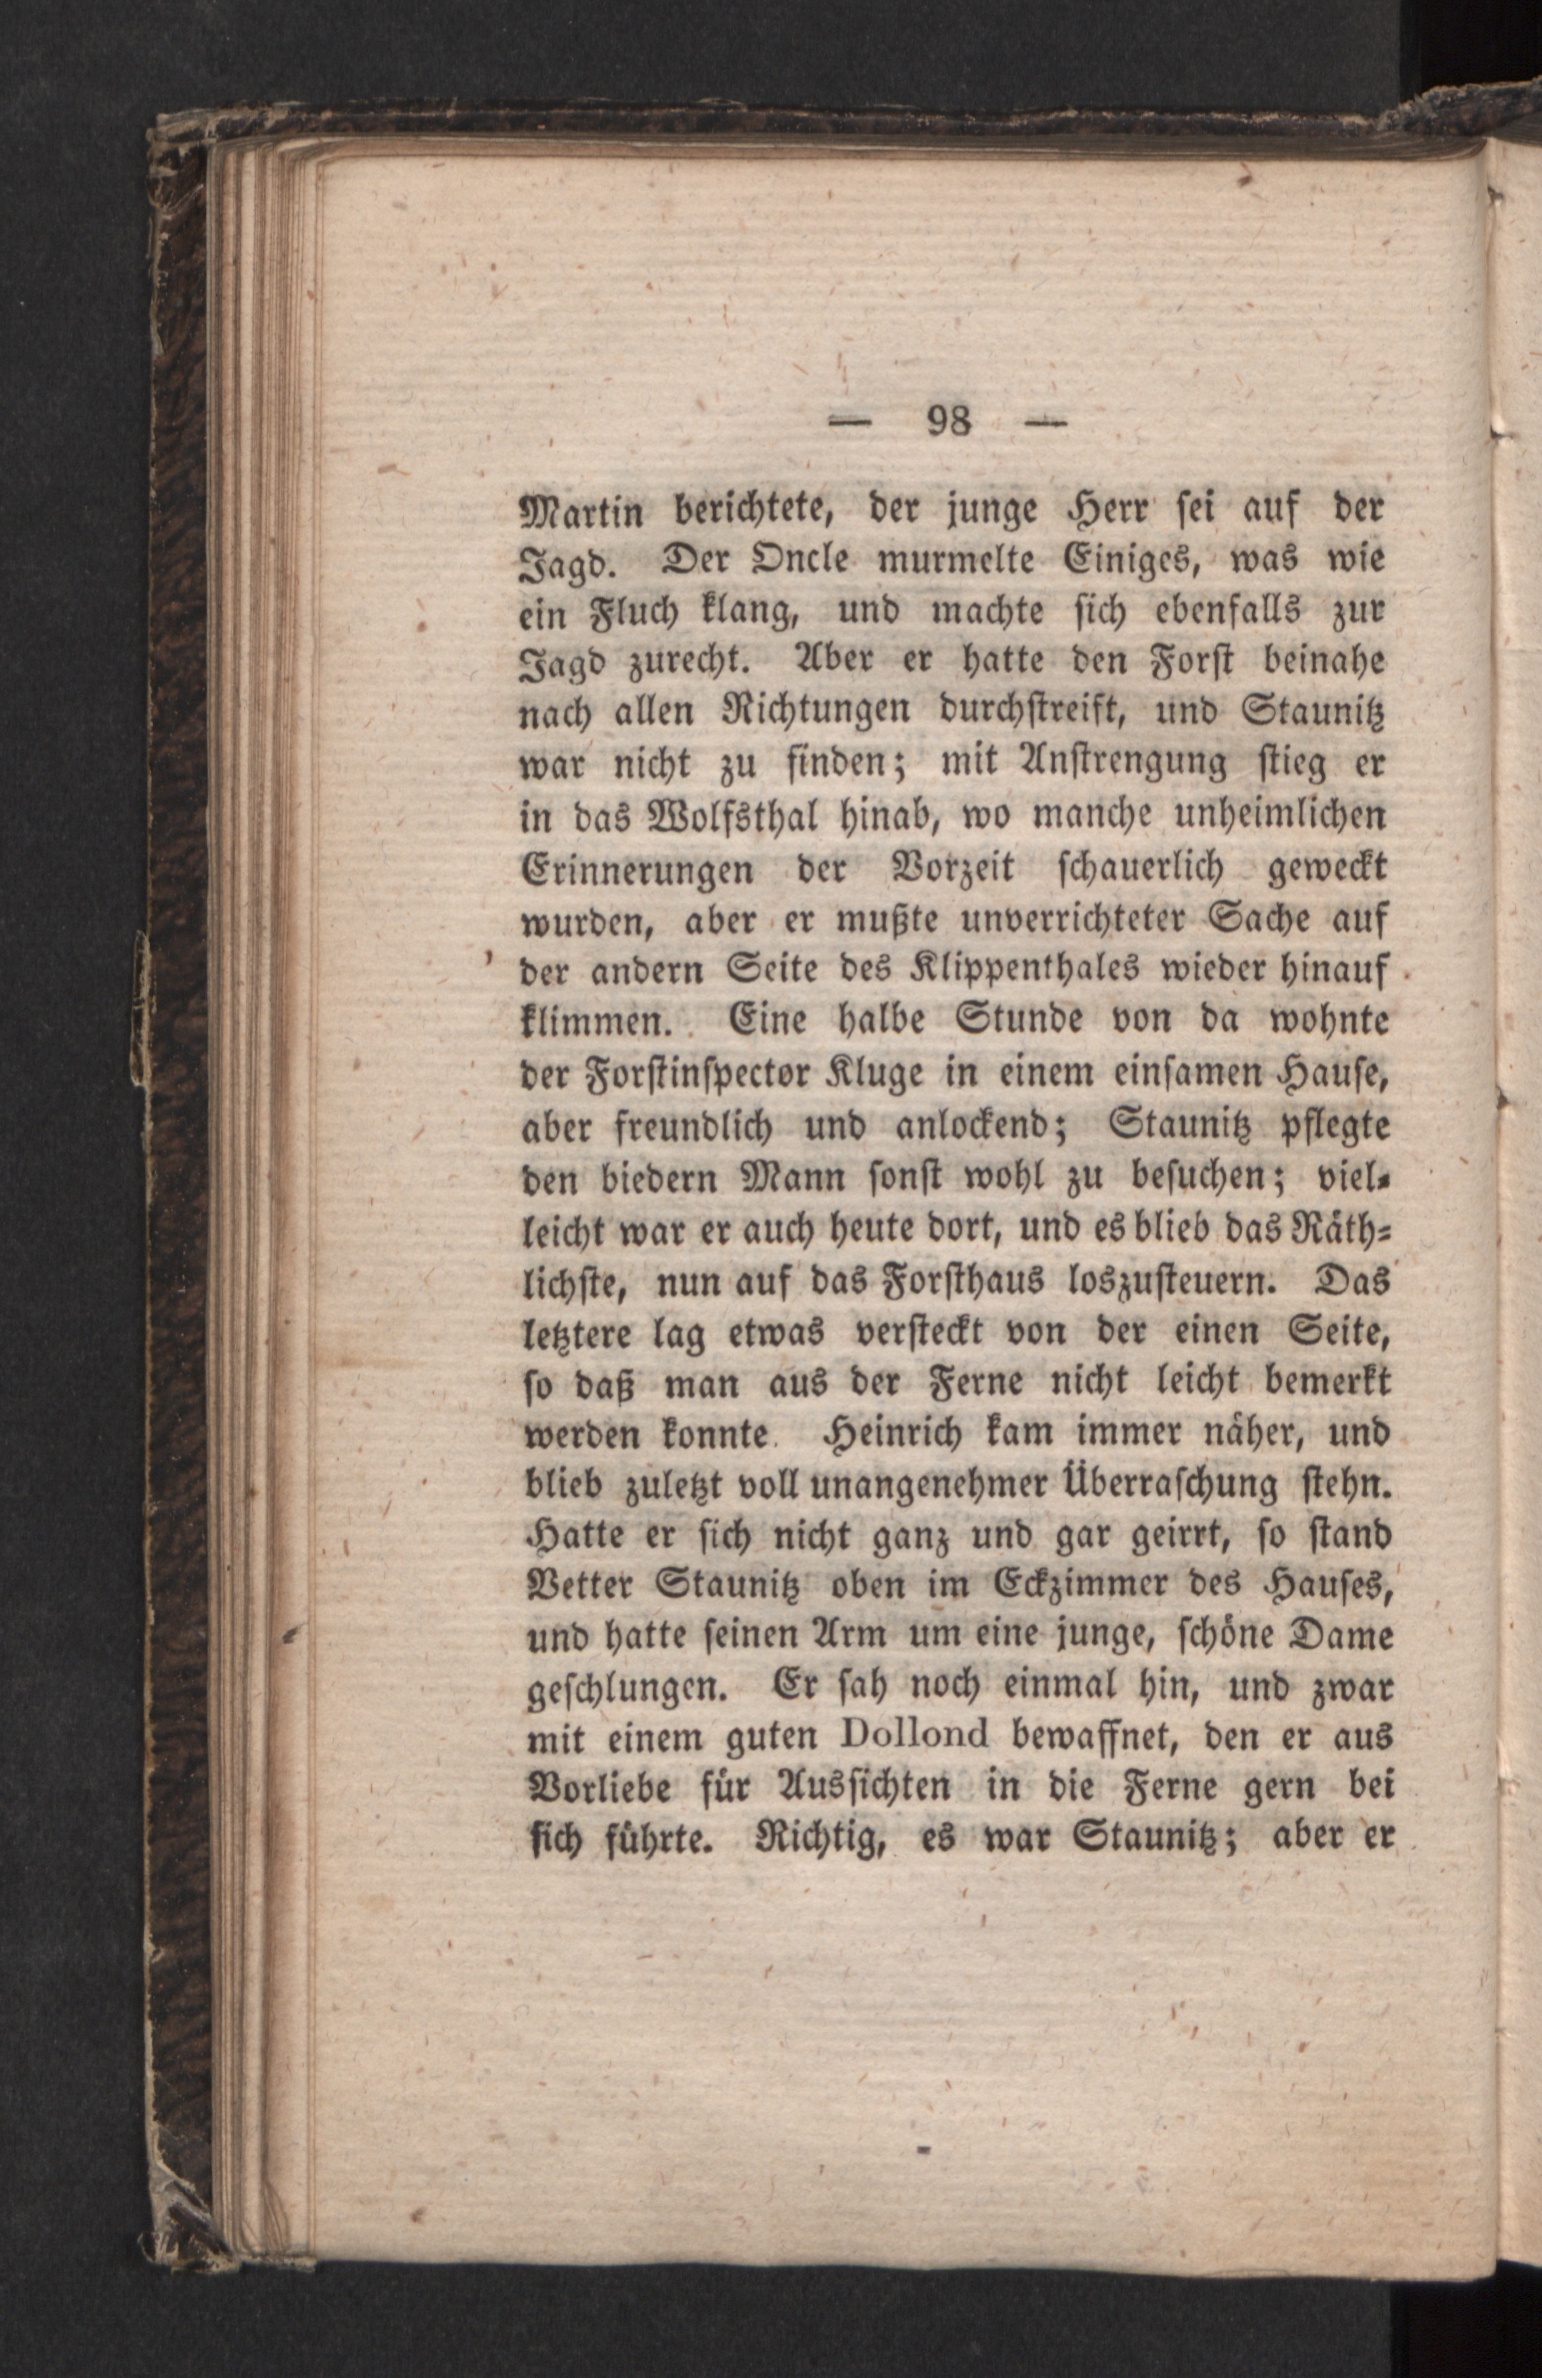 — 98 —
Martin berichtete, der junge Herr ſei auf der
Jagd. Der Oncle murmelte Einiges, was wie
ein Fluch klang, und machte ſich ebenfalls zur
Jagd zurecht. Aber er hatte den Forſt beinahe
nach allen Richtungen durchſtreift, und Staunitz
war nicht zu finden; mit Anſtrengung ſtieg er
in das Wolfsthal hinab, wo manche unheimlichen
Erinnerungen der Vorzeit ſchauerlich geweckt
wurden, aber er mußte unverrichteter Sache auf
der andern Seite des Klippenthales wieder hinauf
klimmen. Eine halbe Stunde von da wohnte
der Forſtinſpector Kluge in einem einſamen Hauſe,
aber freundlich und anlockend; Staunitz pflegte
den biedern Mann ſonſt wohl zu beſuchen; viel⸗
leicht war er auch heute dort, und es blieb das Räth⸗
lichſte, nun auf das Forſthaus loszuſteuern. Das
letztere lag etwas verſteckt von der einen Seite,
ſo daß man aus der Ferne nicht leicht bemerkt
werden konnte. Heinrich kam immer näher, und
blieb zuletzt voll unangenehmer Überraſchung ſtehn.
Hatte er ſich nicht ganz und gar geirrt, ſo ſtand
Vetter Staunitz oben im Eckzimmer des Hauſes,
und hatte ſeinen Arm um eine junge, ſchöne Dame
geſchlungen. Er ſah noch einmal hin, und zwar
mit einem guten Dollond bewaffnet, den er aus
Vorliebe für Ausſichten in die Ferne gern bei
ſich führte. Richtig, es war Staunitz; aber er